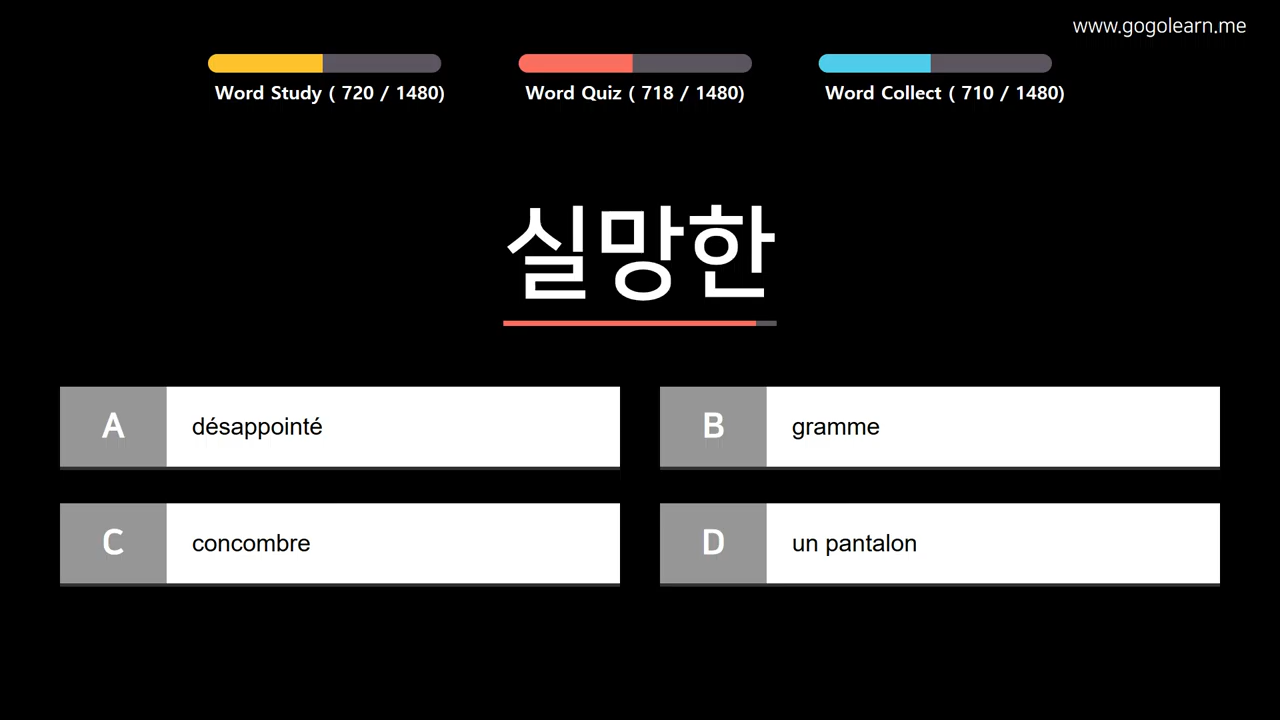 www.gogolearn.me
Word Study ( 720 / 1480)
Word Quiz ( 718 / 1480)
Word Collect ( 710 / 1480)
실망한
A
désappointé
B
gramme
C
concombre
D
un pantalon